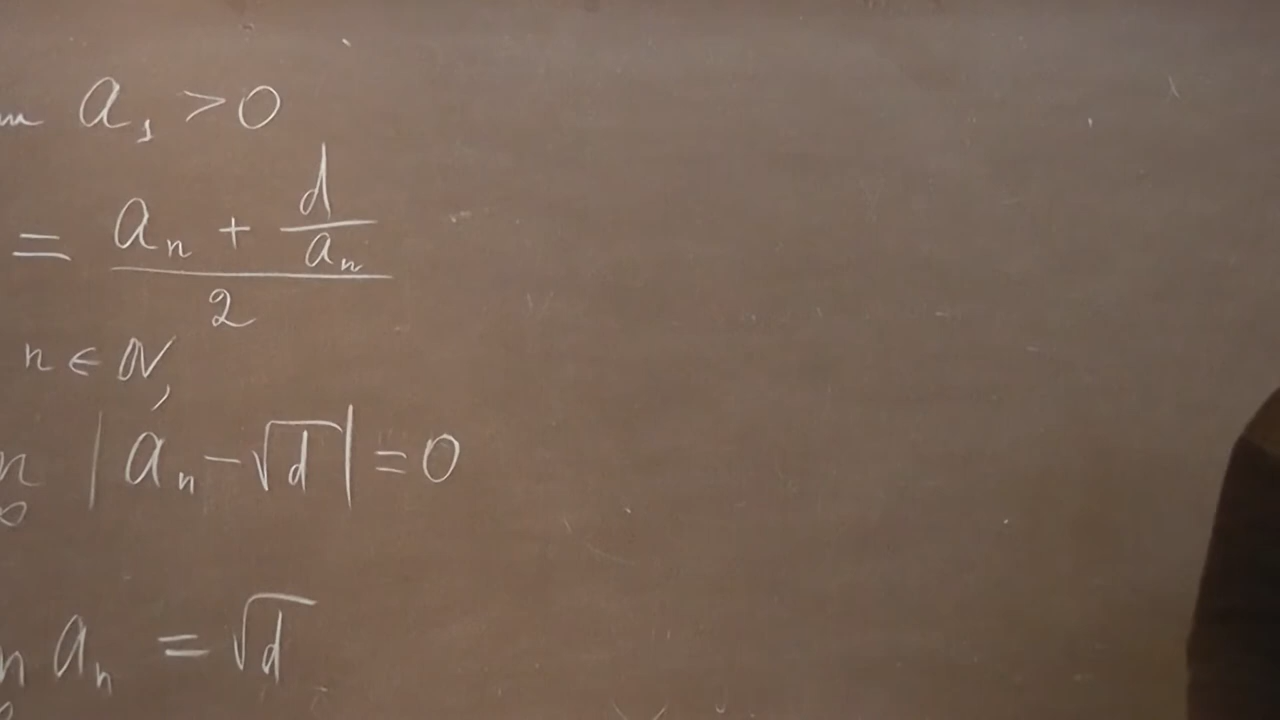 a₁ > 0
= (aₙ + d/aₙ)/2
n ∈ ℕ,
|aₙ - √d| = 0
aₙ = √d